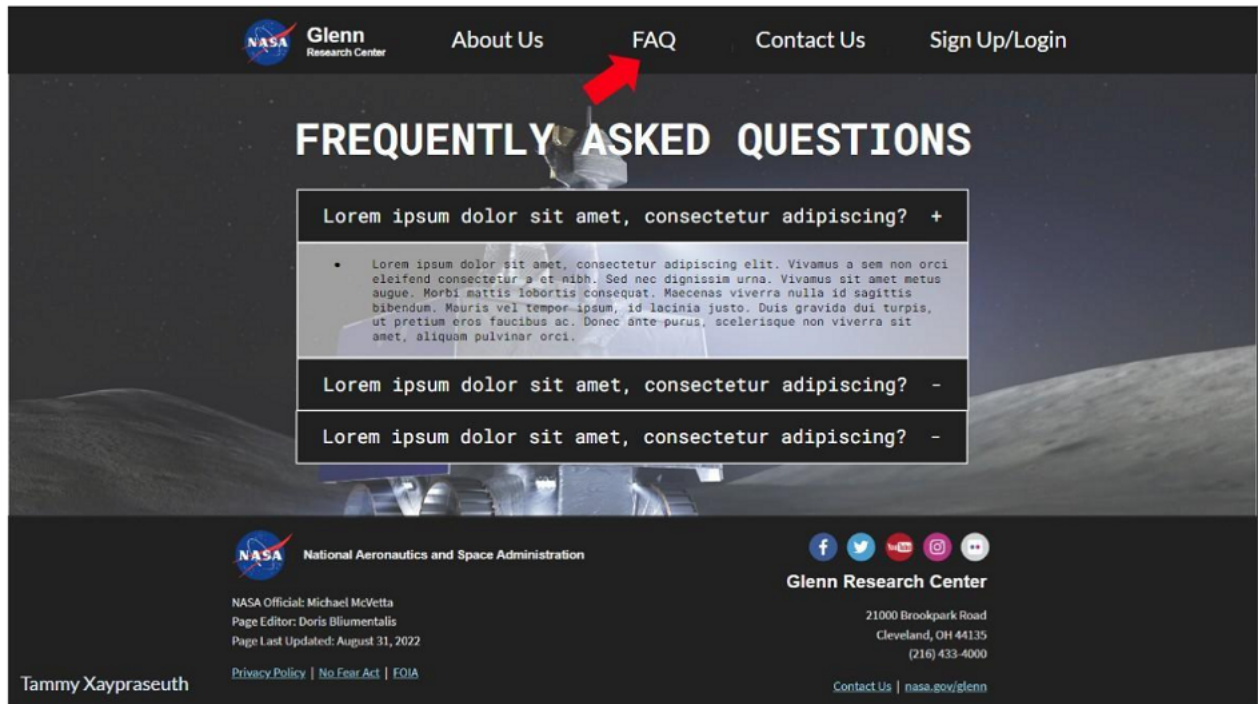 NASA
Glenn
Research Center
About Us
FAQ
Contact Us
Sign Up/Login
FREQUENTLY ASKED QUESTIONS
Lorem ipsum dolor sit amet, consectetur adipiscing? +
• Lorem ipsum dolor sit amet, consectetur adipiscing elit. Vivamus a sem non orci
eleifend consectetur a et nibh. Sed nec dignissim urna. Vivamus sit amet metus
augue. Morbi mattis lobortis consequat. Maecenas viverra nulla id sagittis
bibendum. Mauris vel tempor ipsum, id lacinia justo. Duis gravida dui turpis,
ut pretium eros faucibus ac. Donec ante purus, scelerisque non viverra sit
amet, aliquam pulvinar orci.
Lorem ipsum dolor sit amet, consectetur adipiscing? -
Lorem ipsum dolor sit amet, consectetur adipiscing? -
NASA
National Aeronautics and Space Administration
NASA Official: Michael McVetta
Page Editor: Doris Bliumentalis
Page Last Updated: August 31, 2022
Privacy Policy | No Fear Act | FOIA
YouTube
Glenn Research Center
21000 Brookpark Road
Cleveland, OH 44135
(216) 433-4000
Contact Us | nasa.gov/glenn
Tammy Xaypraseuth